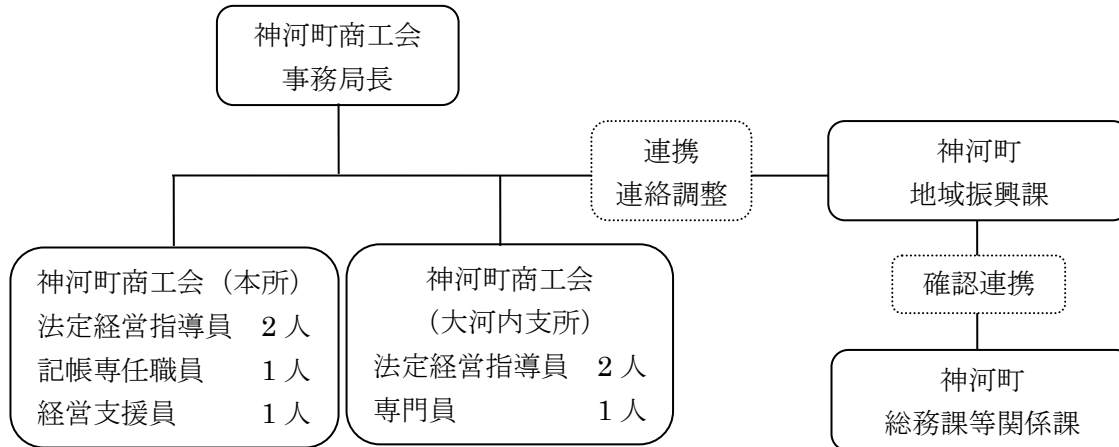 神河町商工会
事務局長
連携
連絡調整
神河町
地域振興課
神河町商工会（本所）
法定経営指導員　2人
記帳専任職員　　1人
経営支援員　　　1人
神河町商工会
（大河内支所）
法定経営指導員　2人
専門員　　　　　1人
確認連携
神河町
総務課等関係課